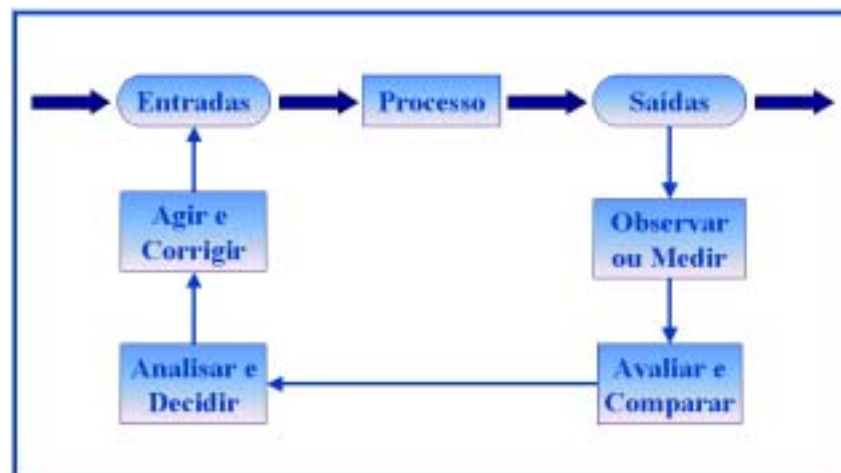 Entradas
Processo
Saídas
Agir e
Corrigir
Observar
ou Medir
Analisar e
Decidir
Avaliar e
Comparar